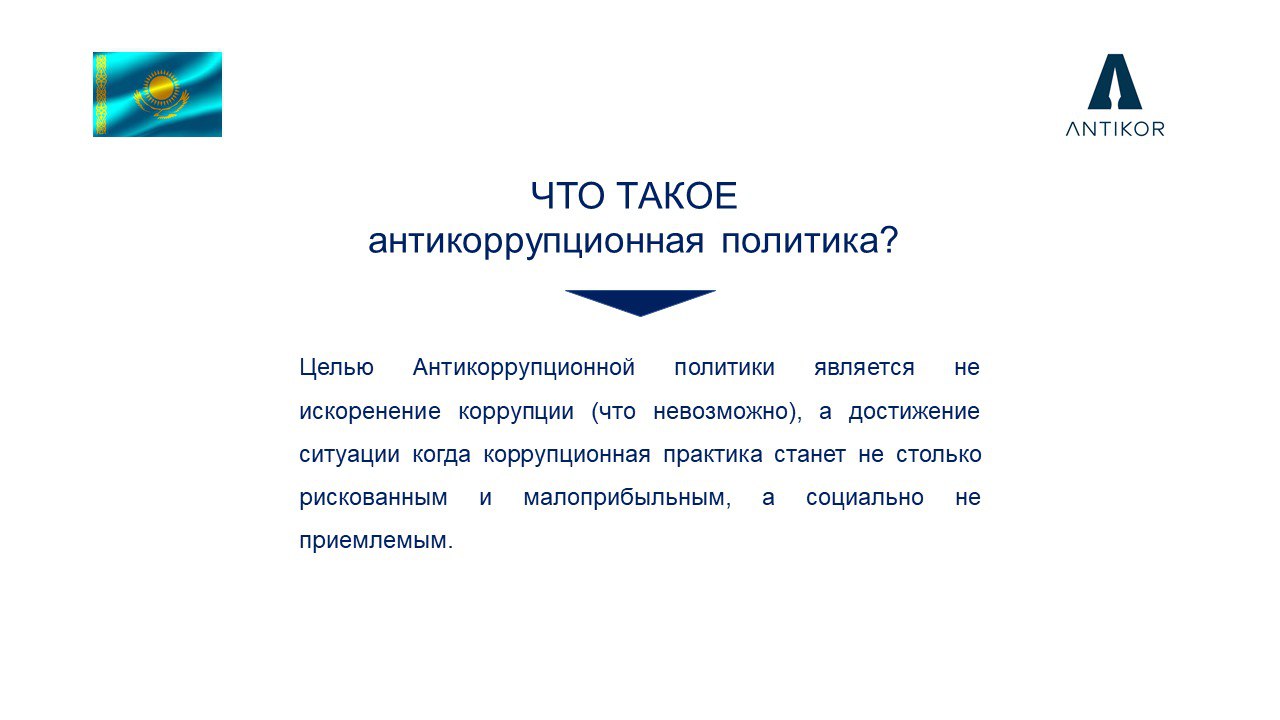 ANTIKOR
ЧТО ТАКОЕ
антикоррупционная политика?
Целью Антикоррупционной политики является не
искоренение коррупции (что невозможно), а достижение
ситуации когда коррупционная практика станет не столько
рискованным и малоприбыльным, а социально не
приемлемым.